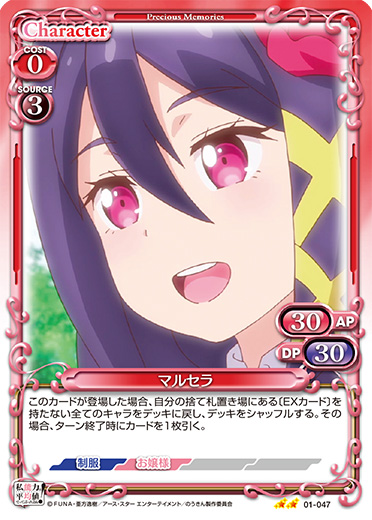 Precious Memories
Character
COST
0
SOURCE
3
30 AP
DP 30
マルセラ
このカードが登場した場合、自分の捨て札置き場にある［EXカード］を
持たない全てのキャラをデッキに戻し、デッキをシャッフルする。その
場合、ターン終了時にカードを1枚引く。
制服 お嬢様
私能力
平均値
©FUNA・亜方逸樹／アース・スター エンターテイメント／のうきん製作委員会
01-047